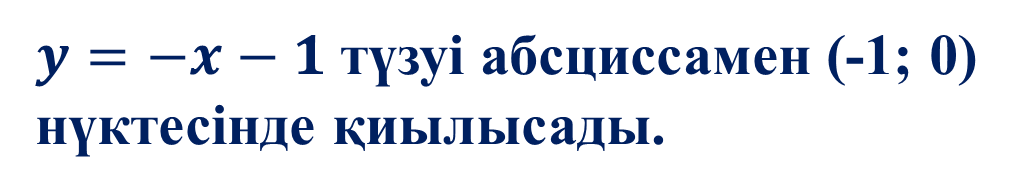 y = −x − 1 түзуі абсциссамен (-1; 0)
нүктесінде қиылысады.